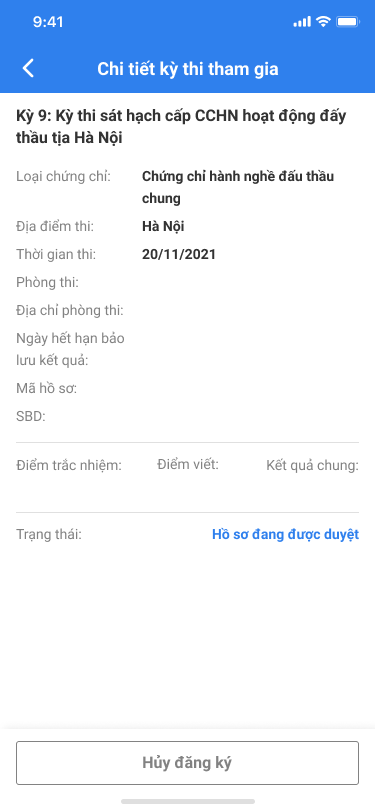 9:41
Chi tiết kỳ thi tham gia
Kỳ 9: Kỳ thi sát hạch cấp CCHN hoạt động đấy
thầu tịa Hà Nội
Loại chứng chỉ: Chứng chỉ hành nghề đấu thầu
chung
Địa điểm thi: Hà Nội
Thời gian thi: 20/11/2021
Phòng thi:
Địa chỉ phòng thi:
Ngày hết hạn bảo
lưu kết quả:
Mã hồ sơ:
SBD:
Điểm trắc nhiệm: Điểm viết: Kết quả chung:
Trạng thái: Hồ sơ đang được duyệt
Hủy đăng ký